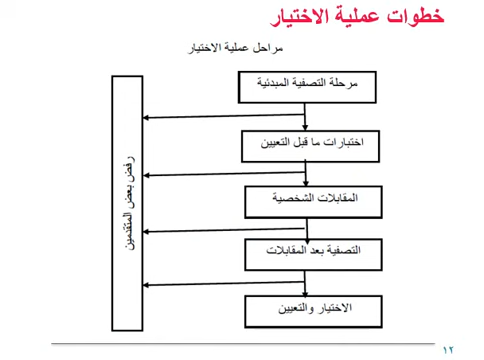 خطوات عملية الاختيار
مراحل عملية الاختيار
مرحلة التصفية المبدئية
اختبارات ما قبل التعيين
المقابلات الشخصية
التصفية بعد المقابلات
الاختيار والتعيين
رفض بعض المتقدمين
١٢